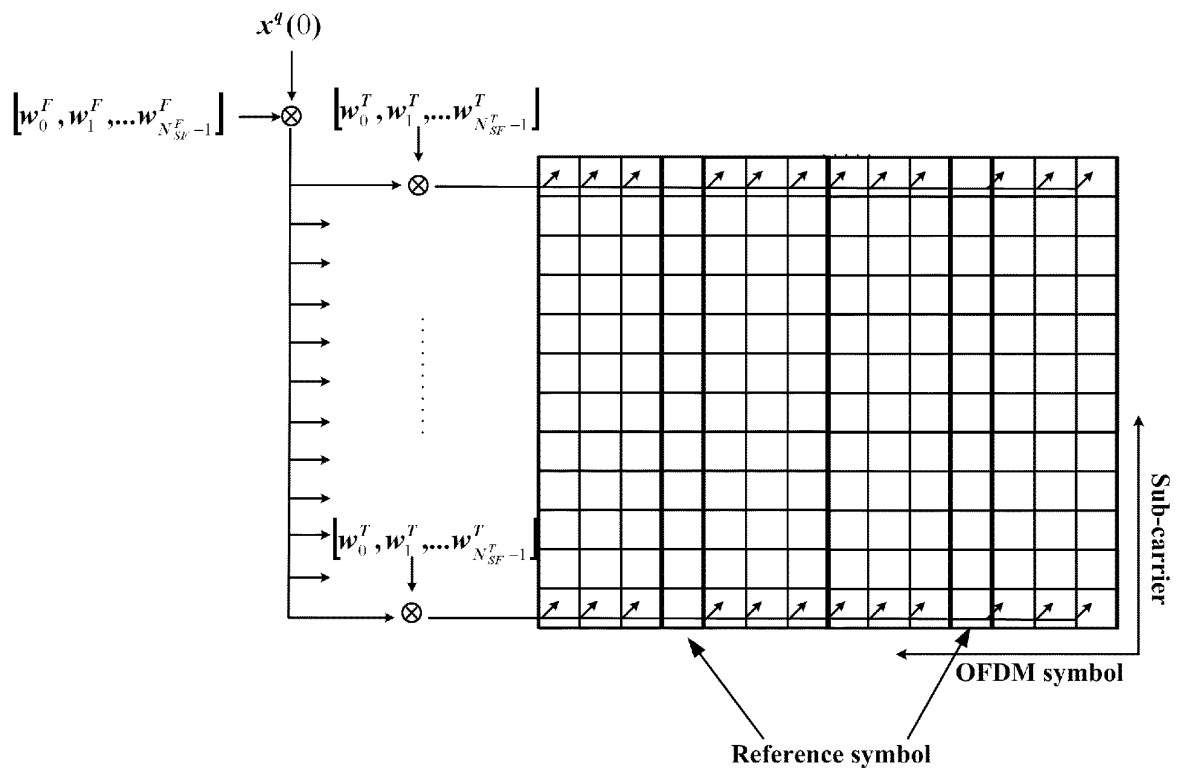 x^q(0)
[w_0^F, w_1^F,...w_{N_{SF}^F-1}^F]
[w_0^T, w_1^T,...w_{N_{SF}^T-1}^T]
[w_0^T, w_1^T,...w_{N_{SF}^T-1}^T]
Sub-carrier
OFDM symbol
Reference symbol